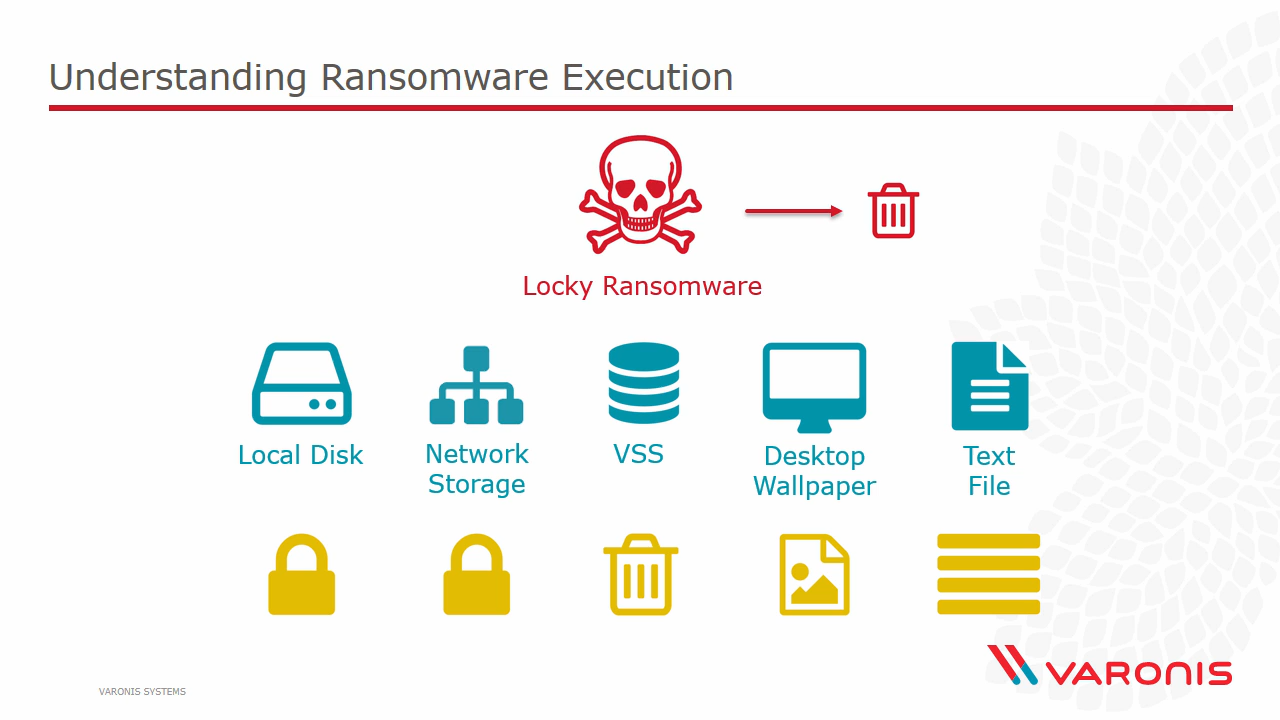 Understanding Ransomware Execution
Locky Ransomware
Local Disk
Network
Storage
VSS
Desktop
Wallpaper
Text
File
VARONIS SYSTEMS
VARONIS